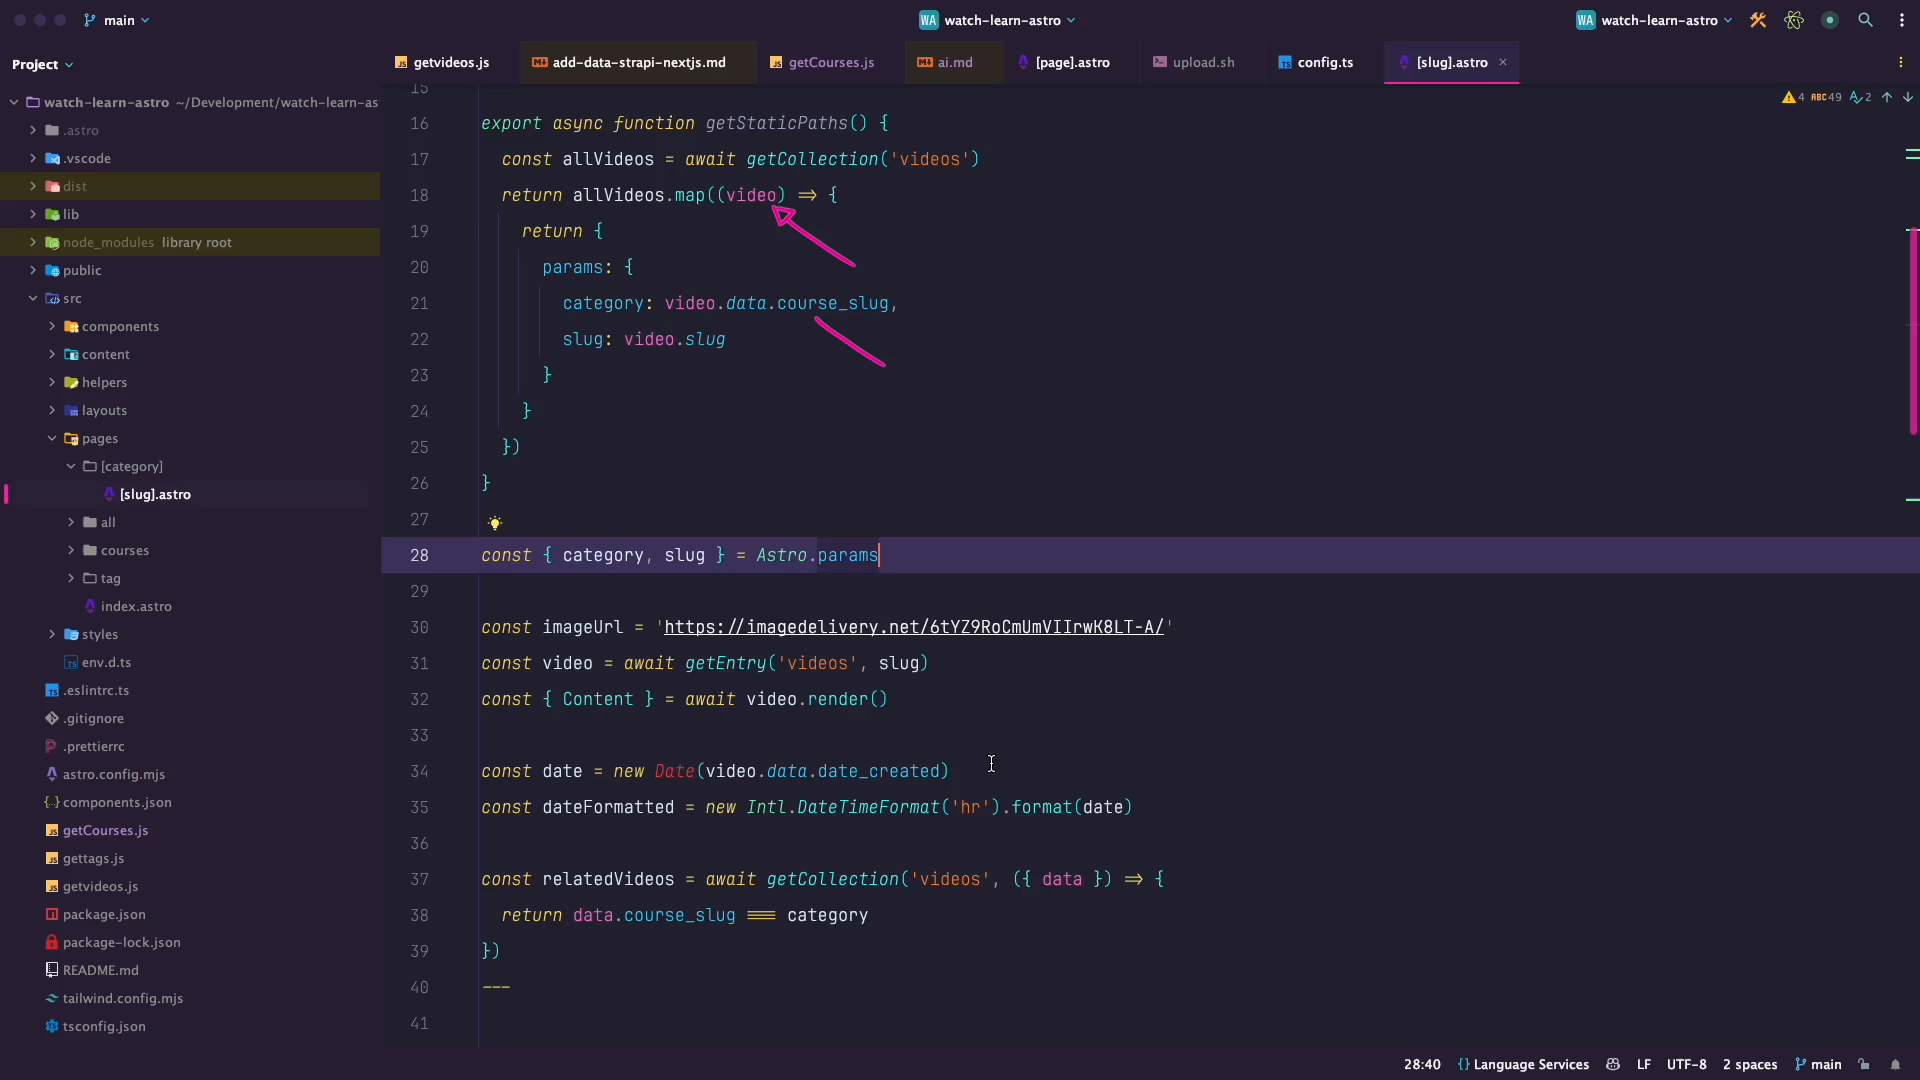 main
WA watch-learn-astro
WA watch-learn-astro
Project
getvideos.js
add-data-strapi-nextjs.md
getCourses.js
ai.md
[page].astro
upload.sh
config.ts
[slug].astro
4 ABC 49 2
watch-learn-astro ~/Development/watch-learn-as
.astro
.vscode
dist
lib
node_modules library root
public
src
components
content
helpers
layouts
pages
[category]
[slug].astro
all
courses
tag
index.astro
styles
env.d.ts
.eslintrc.ts
.gitignore
.prettierrc
astro.config.mjs
components.json
getCourses.js
gettags.js
getvideos.js
package.json
package-lock.json
README.md
tailwind.config.mjs
tsconfig.json
15
16 export async function getStaticPaths() {
17 const allVideos = await getCollection('videos')
18 return allVideos.map((video) => {
19 return {
20 params: {
21 category: video.data.course_slug,
22 slug: video.slug
23 }
24 }
25 })
26 }
27
28 const { category, slug } = Astro.params
29
30 const imageUrl = 'https://imagedelivery.net/6tYZ9RoCmUmVIIrwK8LT-A/'
31 const video = await getEntry('videos', slug)
32 const { Content } = await video.render()
33
34 const date = new Date(video.data.date_created)
35 const dateFormatted = new Intl.DateTimeFormat('hr').format(date)
36
37 const relatedVideos = await getCollection('videos', ({ data }) => {
38 return data.course_slug === category
39 })
40 ---
41
28:40 {} Language Services LF UTF-8 2 spaces main